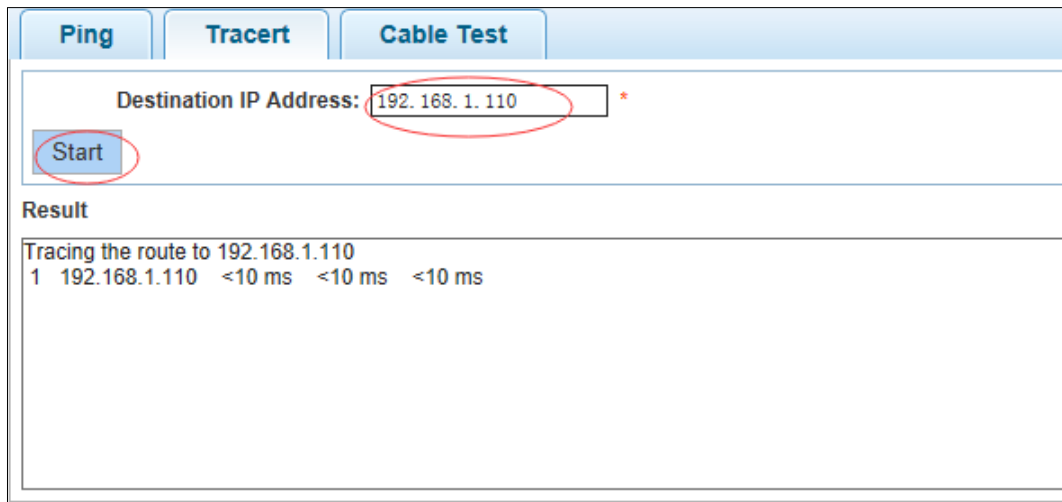 Ping Tracert Cable Test
Destination IP Address: 192.168.1.110 *
Start
Result
Tracing the route to 192.168.1.110
1 192.168.1.110 <10 ms <10 ms <10 ms